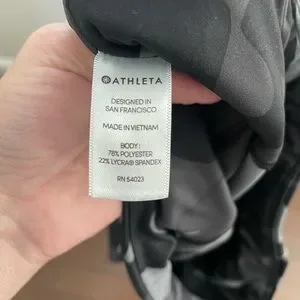 ATHLETA
DESIGNED IN
SAN FRANCISCO
MADE IN VIETNAM
BODY:
78% POLYESTER
22% LYCRA® SPANDEX
RN 54023